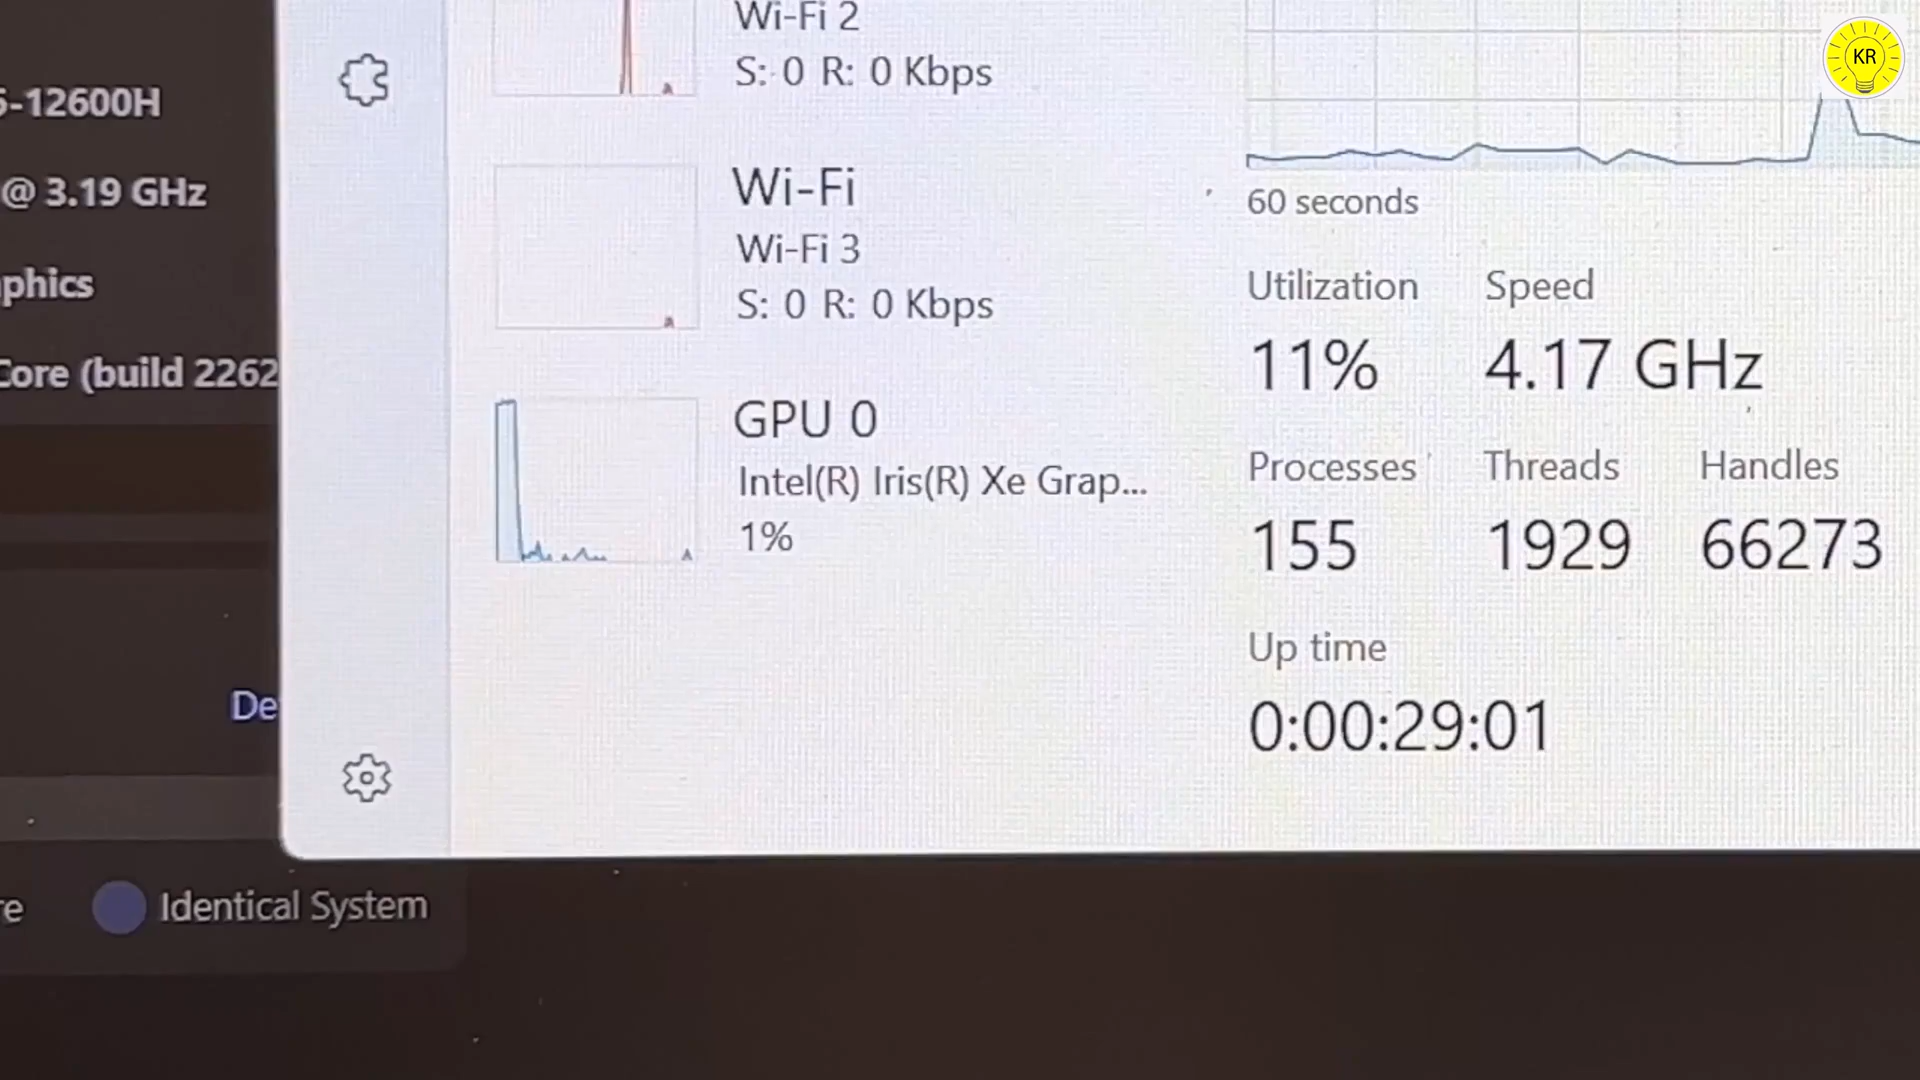 5-12600H
@ 3.19 GHz
phics
Core (build 2262
De
re
Identical System
Wi-Fi 2
S: 0 R: 0 Kbps
Wi-Fi
Wi-Fi 3
S: 0 R: 0 Kbps
GPU 0
Intel(R) Iris(R) Xe Grap...
1%
60 seconds
Utilization Speed
11% 4.17 GHz
Processes Threads Handles
155 1929 66273
Up time
0:00:29:01
KR